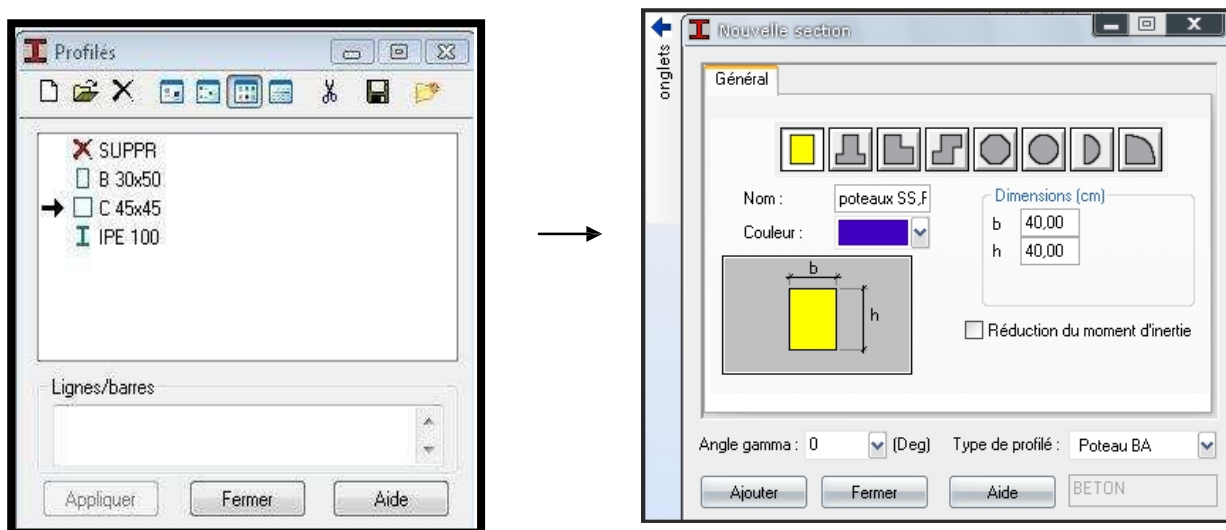 Profilés
SUPPR
B 30x50
C 45x45
IPE 100
Lignes/barres
Appliquer Fermer Aide
onglets
Nouvelle section
Général
Nom : poteaux SS,F
Couleur :
Dimensions (cm)
b 40,00
h 40,00
b
h
Réduction du moment d'inertie
Angle gamma : 0 (Deg) Type de profilé : Poteau BA
Ajouter Fermer Aide BETON